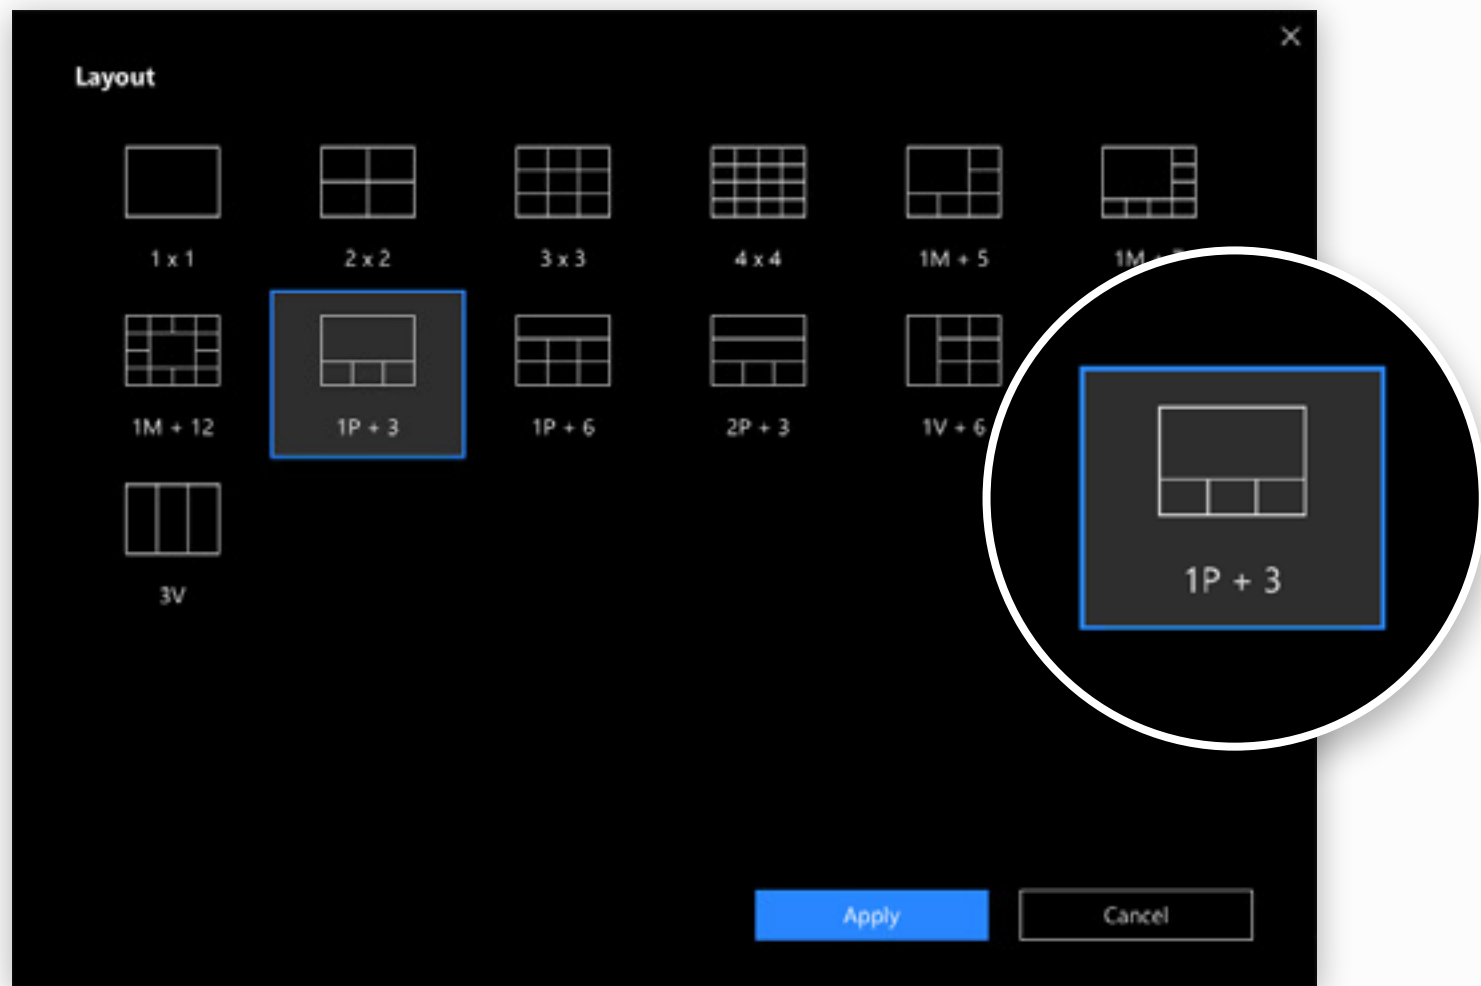 Layout
1 x 1
2 x 2
3 x 3
4 x 4
1M + 5
1M +
1M + 12
1P + 3
1P + 6
2P + 3
1V + 6
1P + 3
3V
Apply
Cancel